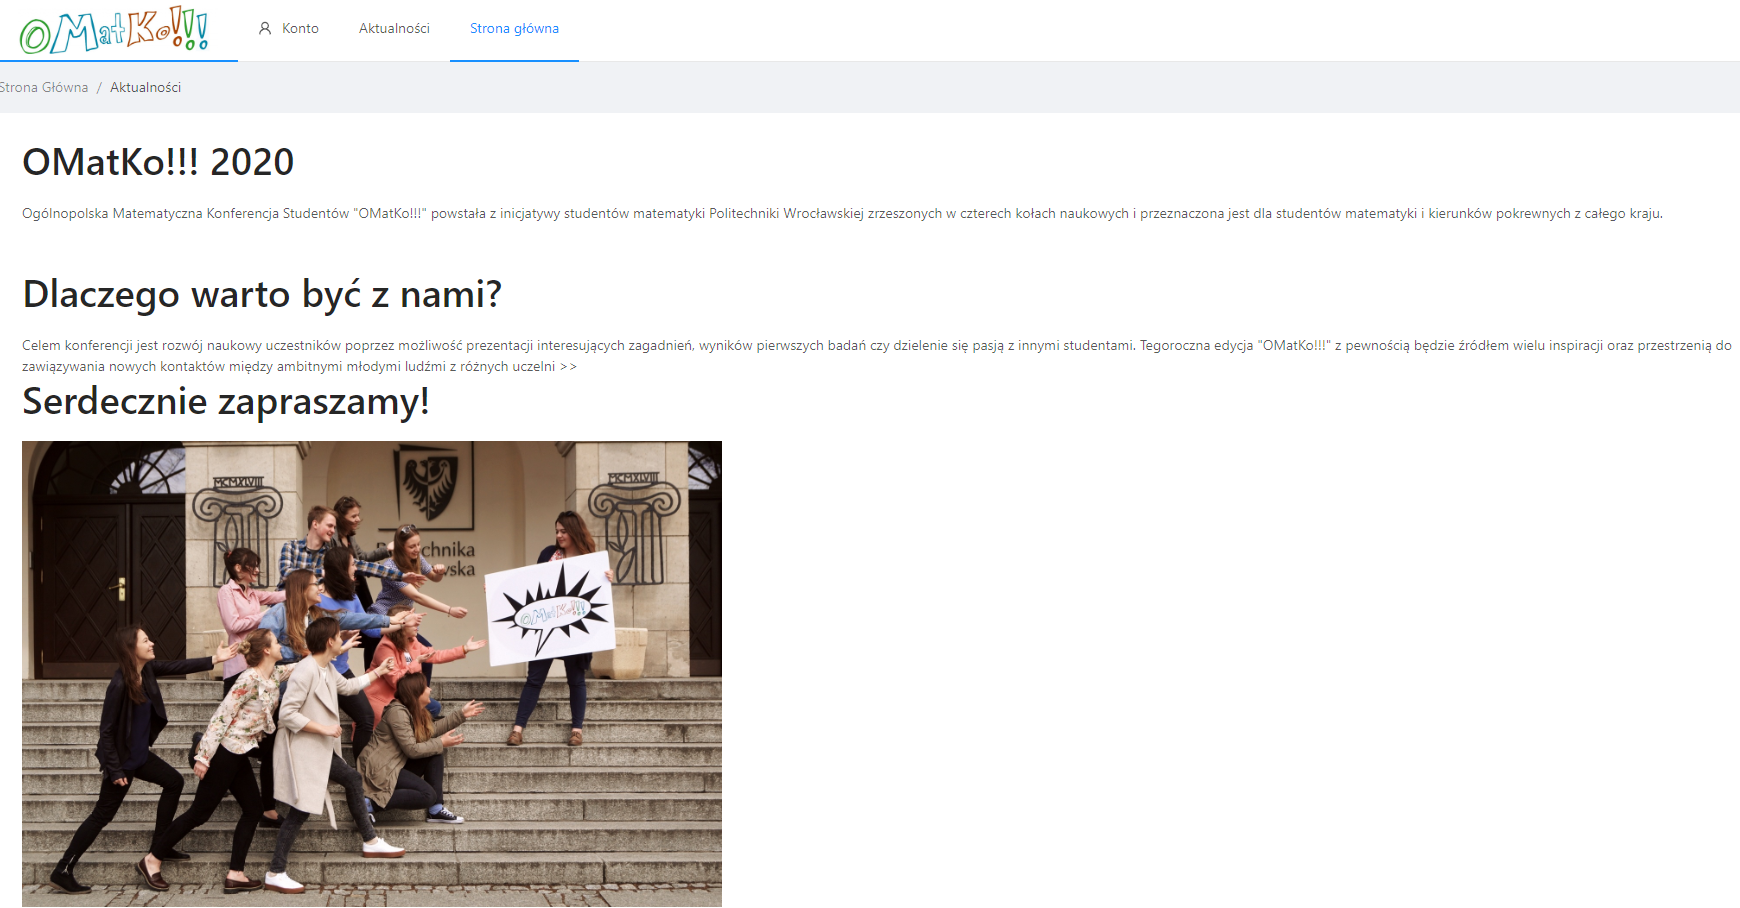 OMatKo!!!
Konto
Aktualności
Strona główna
Strona Główna / Aktualności
OMatKo!!! 2020
Ogólnopolska Matematyczna Konferencja Studentów "OMatKo!!!" powstała z inicjatywy studentów matematyki Politechniki Wrocławskiej zrzeszonych w czterech kołach naukowych i przeznaczona jest dla studentów matematyki i kierunków pokrewnych z całego kraju.
Dlaczego warto być z nami?
Celem konferencji jest rozwój naukowy uczestników poprzez możliwość prezentacji interesujących zagadnień, wyników pierwszych badań czy dzielenie się pasją z innymi studentami. Tegoroczna edycja "OMatKo!!!" z pewnością będzie źródłem wielu inspiracji oraz przestrzenią do
zawiązywania nowych kontaktów między ambitnymi młodymi ludźmi z różnych uczelni >>
Serdecznie zapraszamy!
MCMXLVIII
MCMXLVIII
OMatKo!!!